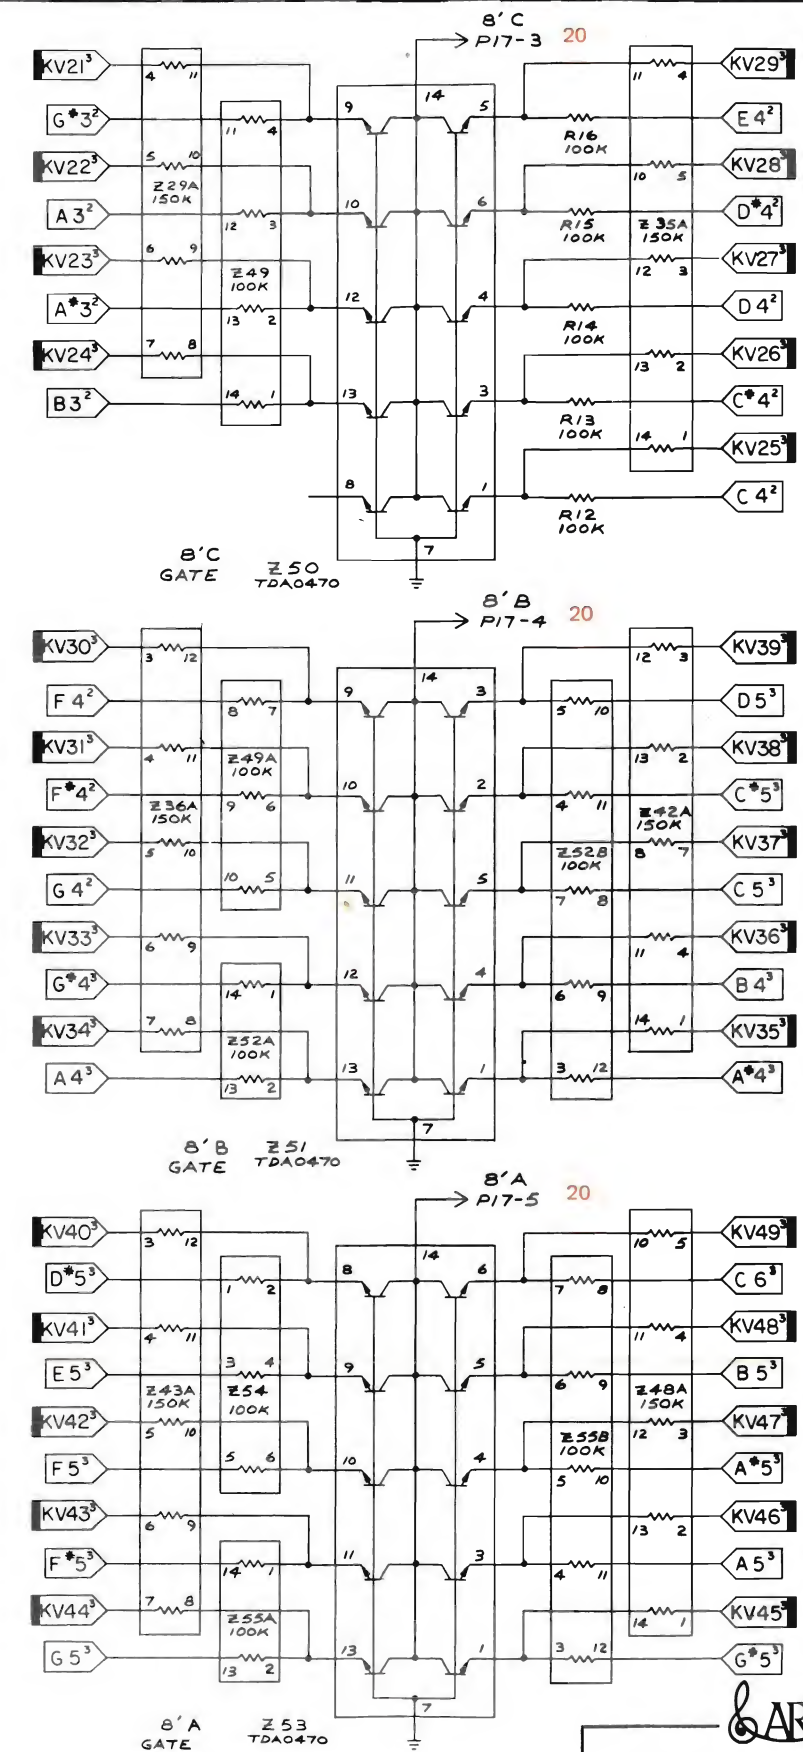 8'C
P17-3 20
KV21³ 4 11 11 4 KV29³
G#3² 11 4 9 14 5 R16 100K E4²
KV22³ 5 10 10 5 KV28³
Z29A 150K
A3² 12 3 10 6 R15 100K Z35A 150K D#4²
KV23³ 6 9 12 3 KV27³
Z49 100K
A#3² 13 2 12 4 R14 100K D4²
KV24³ 7 8 13 2 KV26³
B3² 14 1 13 3 R13 100K C#4²
14 1 KV25³
8 1 R12 100K C4²
7
8'C GATE Z50 TDA0470
8'B
P17-4 20
KV30³ 3 12 12 3 KV39³
F4² 8 7 9 14 3 5 10 D5³
KV31³ 4 11 13 2 KV38³
Z49A 100K
F#4² 9 6 10 2 4 11 C#5³
Z36A 150K Z42A 150K
KV32³ 5 10 8 7 KV37³
Z52B 100K
G4² 10 5 11 5 7 8 C5³
KV33³ 6 9 11 4 KV36³
G#4³ 14 1 12 4 6 9 B4³
KV34³ 7 8 14 1 KV35³
Z52A 100K
A4³ 13 2 13 1 3 12 A#4³
7
8'B GATE Z51 TDA0470
8'A
P17-5 20
KV40³ 3 12 10 5 KV49³
D#5³ 1 2 8 14 6 7 8 C6³
KV41³ 4 11 11 4 KV48³
E5³ 3 4 9 5 6 9 B5³
Z43A 150K Z54 100K Z48A 150K
KV42³ 5 10 12 3 KV47³
Z55B 100K
F5³ 5 6 10 4 5 10 A#5³
KV43³ 6 9 13 2 KV46³
F#5³ 14 1 11 3 4 11 A5³
KV44³ 7 8 14 1 KV45³
Z55A 100K
G5³ 13 2 13 1 3 12 G#5³
7
8'A GATE Z53 TDA0470